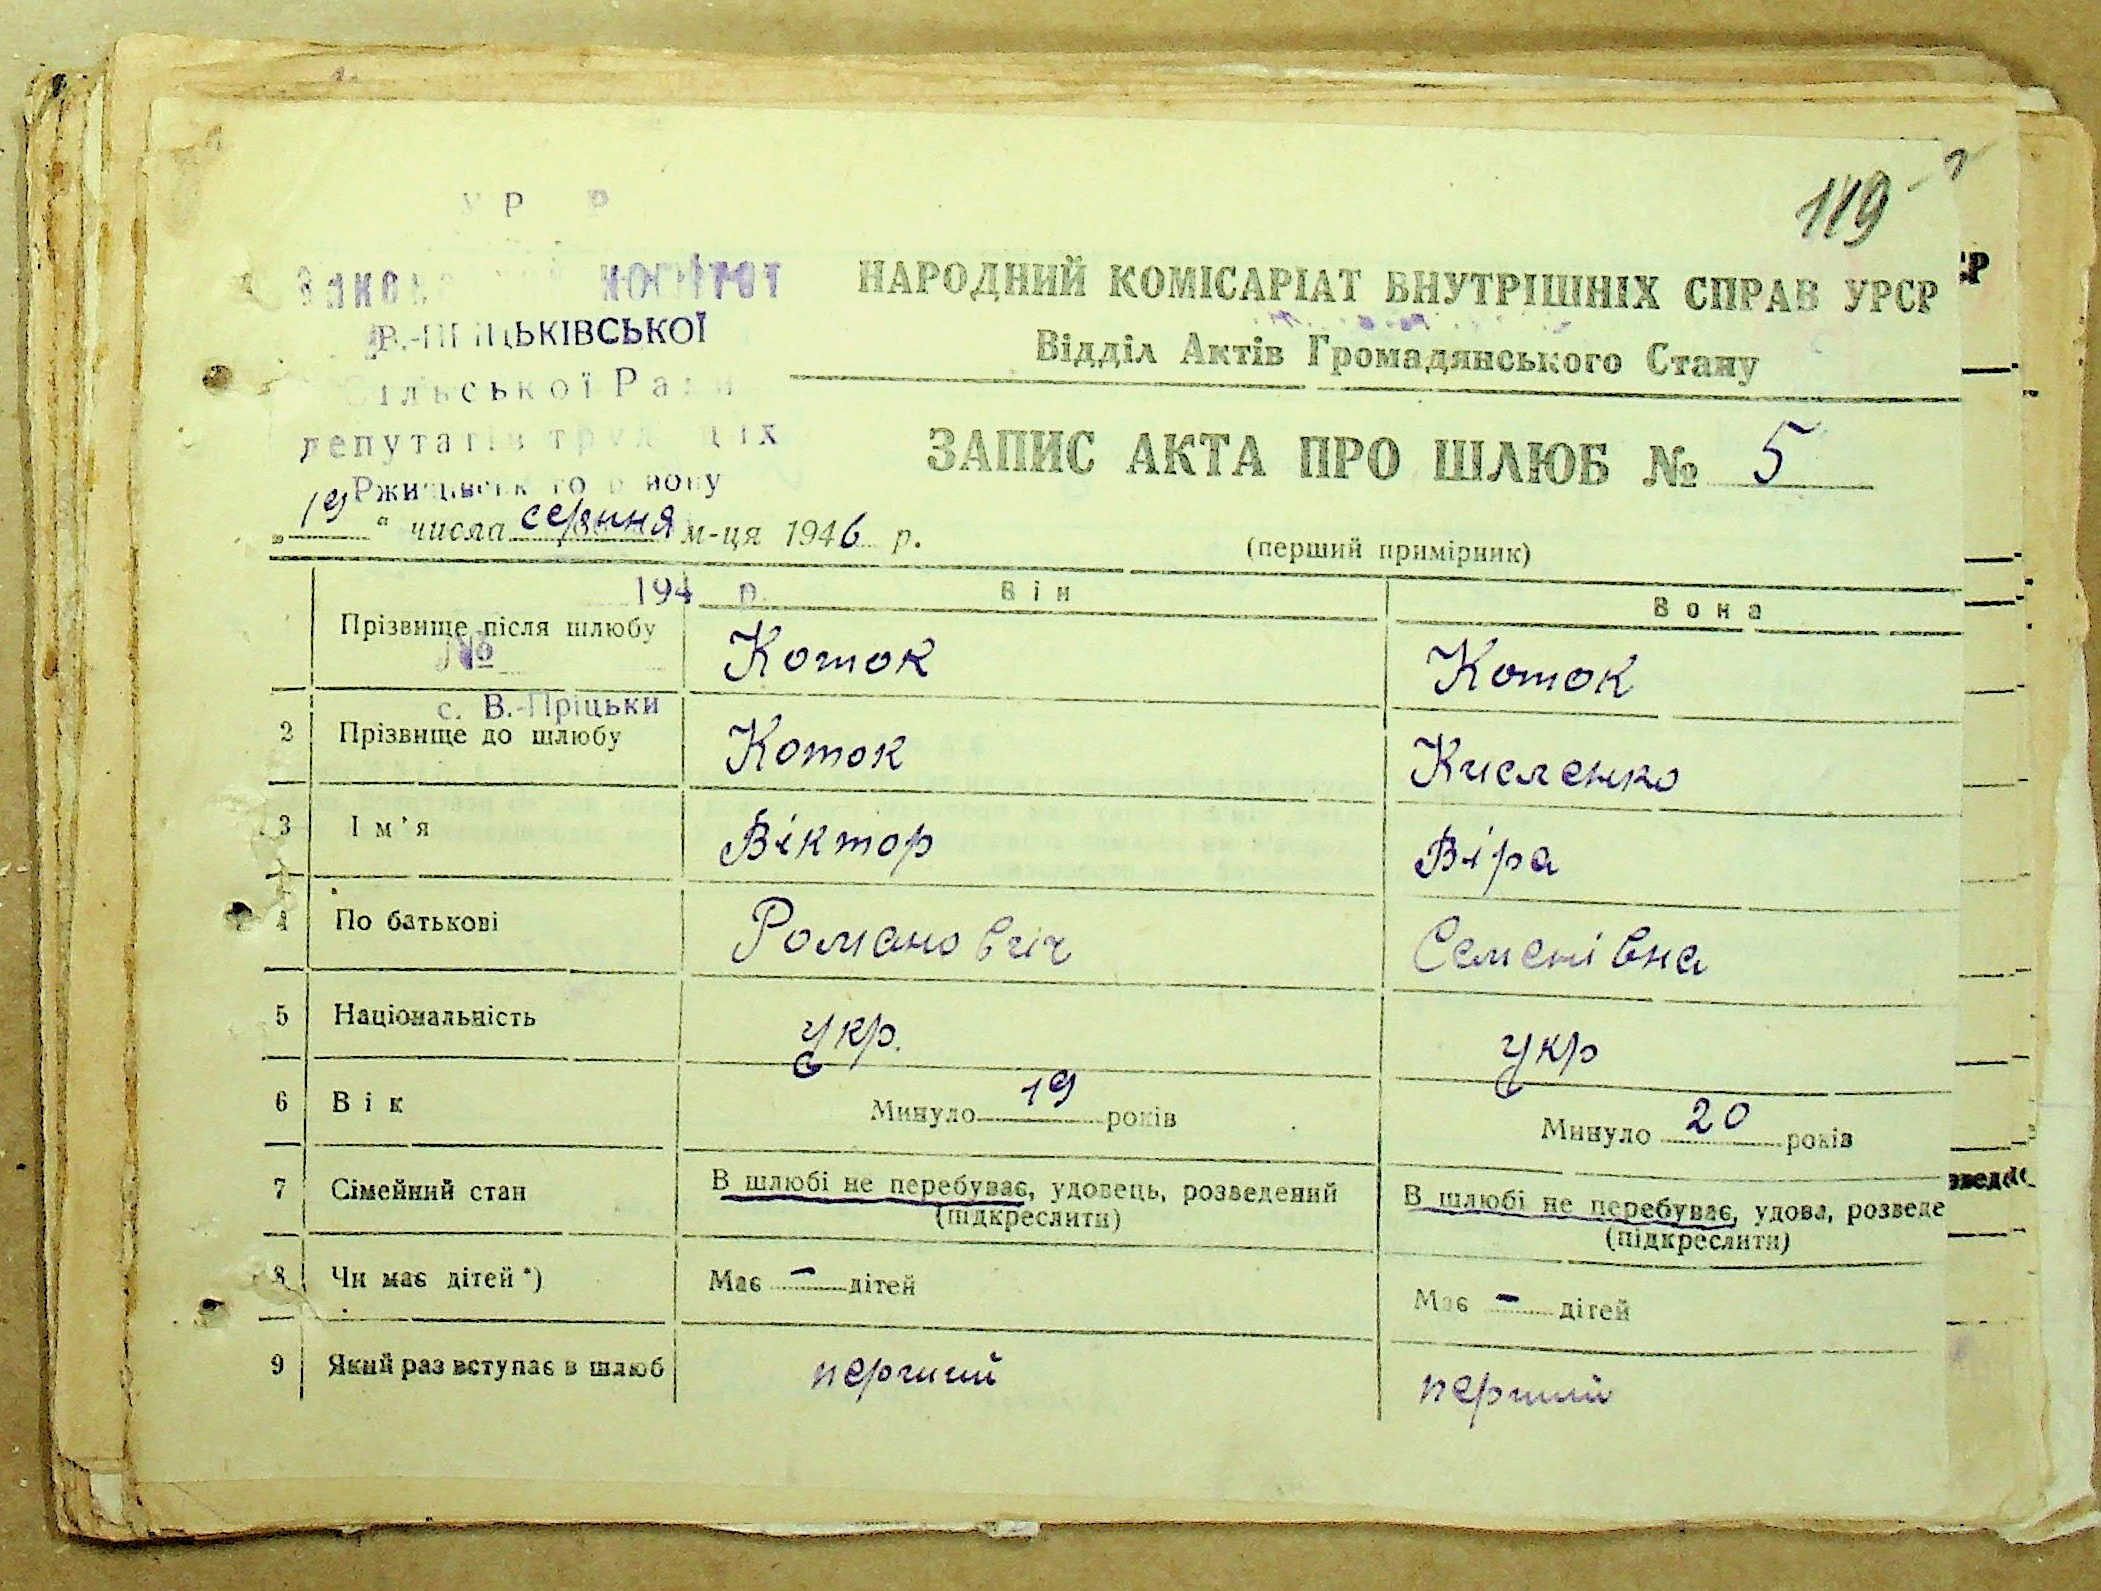 119
УР Р
комітет
В.-ПРІЦЬКІВСЬКОЇ
Сільської Ради
депутатів трудящих
Ржищівського району
НАРОДНИЙ КОМІСАРІАТ ВНУТРІШНІХ СПРАВ УРСР
Відділ Актів Громадянського Стану
ЗАПИС АКТА ПРО ШЛЮБ № 5
„19“ числа серпня м-ця 1946 р.
(перший примірник)
194 р.
Він Вона
Прізвище після шлюбу Коток Коток
№
с. В.-Пріцьки
2 Прізвище до шлюбу Коток Кисленко
3 Ім'я Віктор Віра
4 По батькові Романович Семенівна
5 Національність укр. укр
6 Вік Минуло 19 років Минуло 20 років
7 Сімейний стан В шлюбі не перебуває, удовець, розведений В шлюбі не перебуває, удова, розведе
(підкреслити) (підкреслити)
8 Чи має дітей*) Має – дітей Має – дітей
9 Який раз вступає в шлюб перший перший